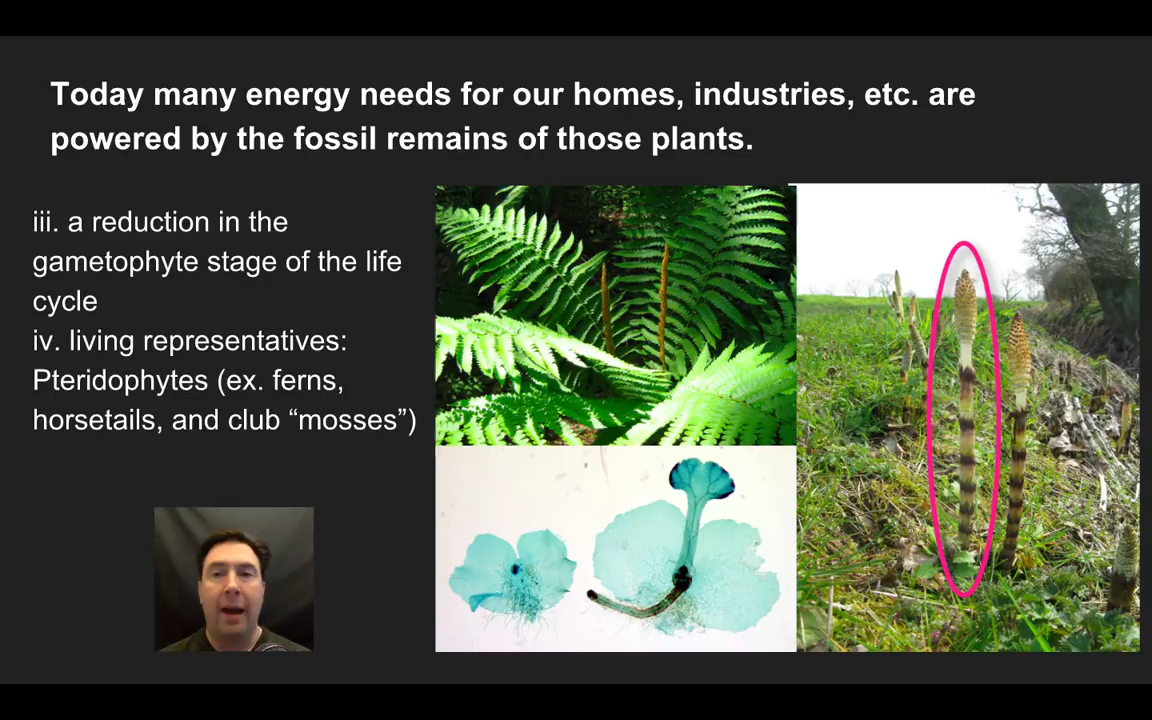 Today many energy needs for our homes, industries, etc. are
powered by the fossil remains of those plants.
iii. a reduction in the
gametophyte stage of the life
cycle
iv. living representatives:
Pteridophytes (ex. ferns,
horsetails, and club “mosses”)